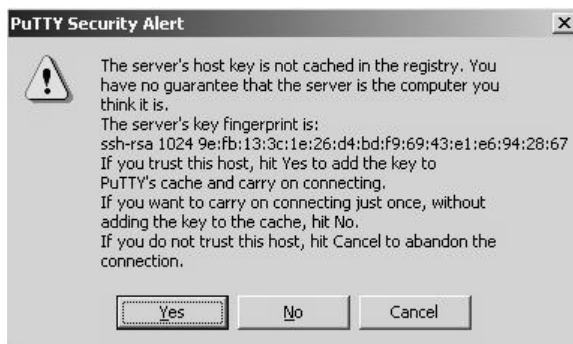 PuTTY Security Alert
The server's host key is not cached in the registry. You
have no guarantee that the server is the computer you
think it is.
The server's key fingerprint is:
ssh-rsa 1024 9e:fb:13:3c:1e:26:d4:bd:f9:69:43:e1:e6:94:28:67
If you trust this host, hit Yes to add the key to
PuTTY's cache and carry on connecting.
If you want to carry on connecting just once, without
adding the key to the cache, hit No.
If you do not trust this host, hit Cancel to abandon the
connection.
Yes No Cancel